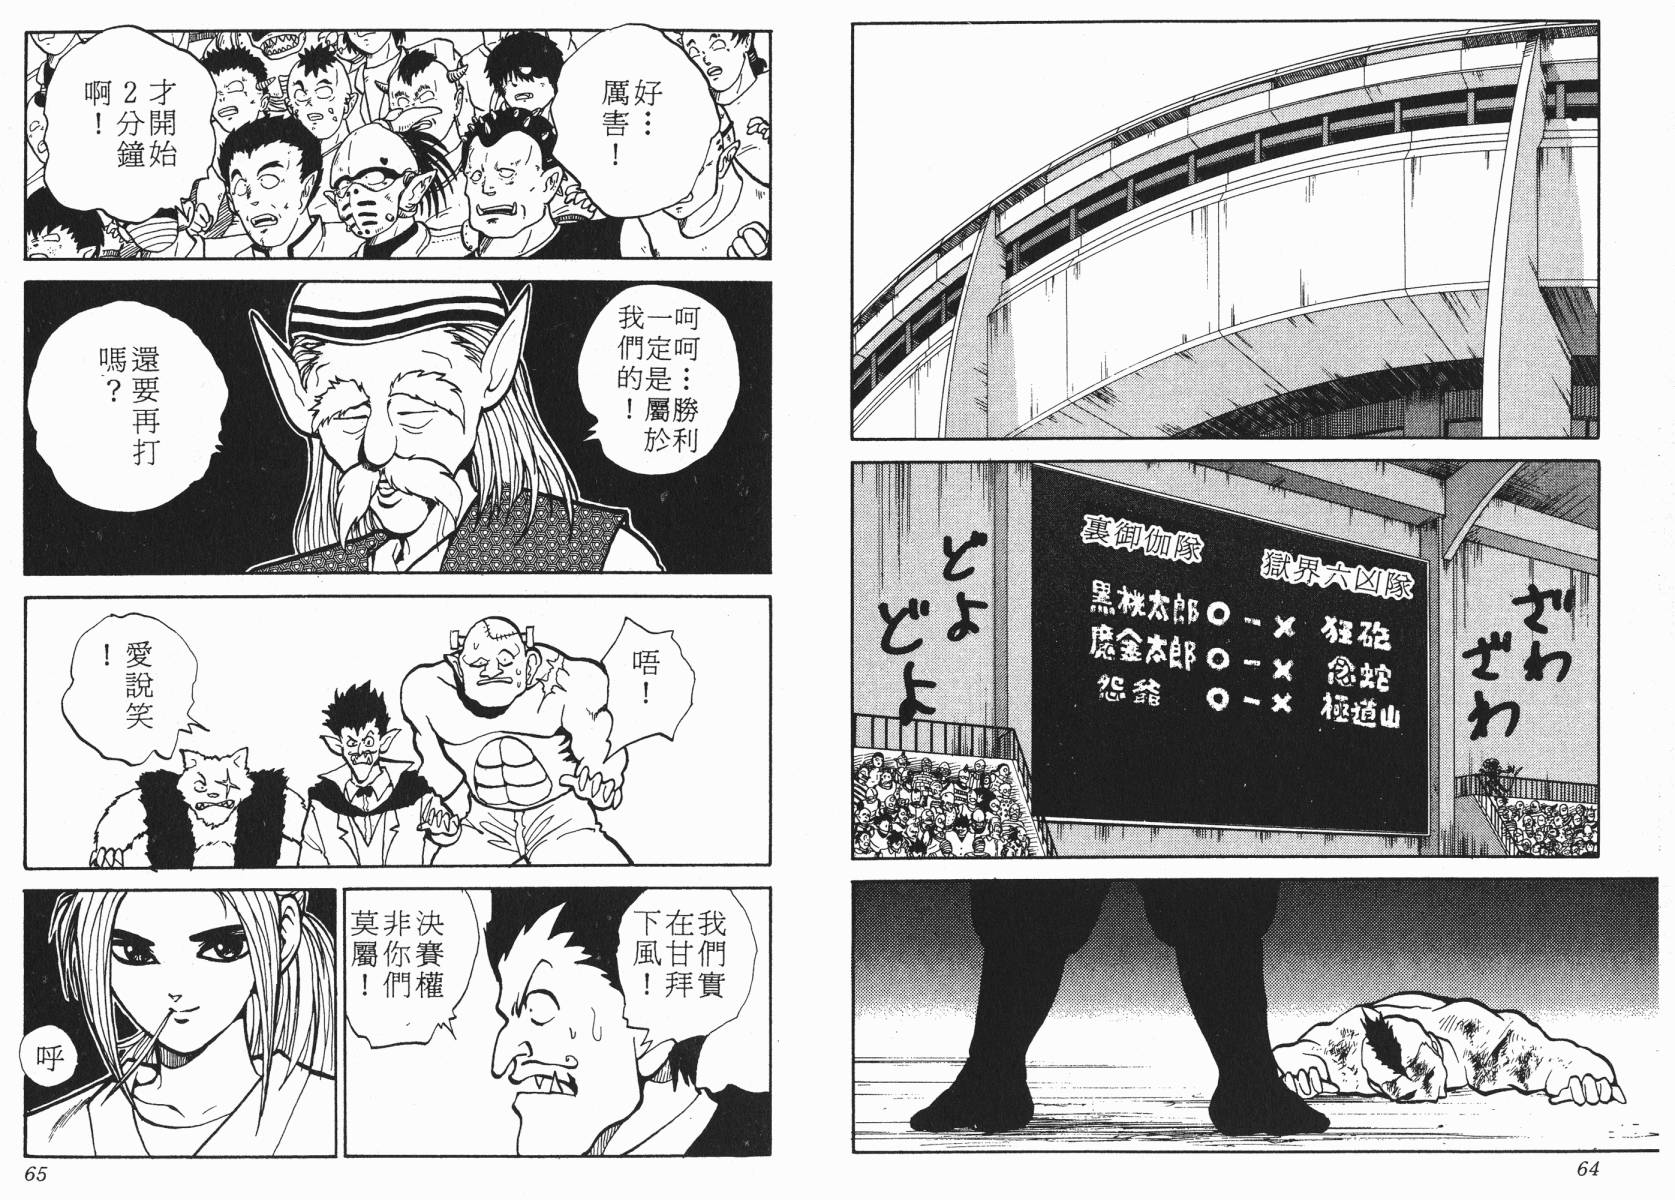 裏御伽隊
獄界六凶隊
黒桃太郎○-×狂砲
魔金太郎○-×念蛇
怨爺○-×極道山
どよ
どよ
ざわ
ざわ
64
好…
厲害！
才開始
2分鐘
啊！
呵呵…勝利
一定是屬於
我們的！
還要再打
嗎？
唔！
愛說笑
！
我們實
在甘拜
下風！
決賽權
非你們
莫屬！
呼
65